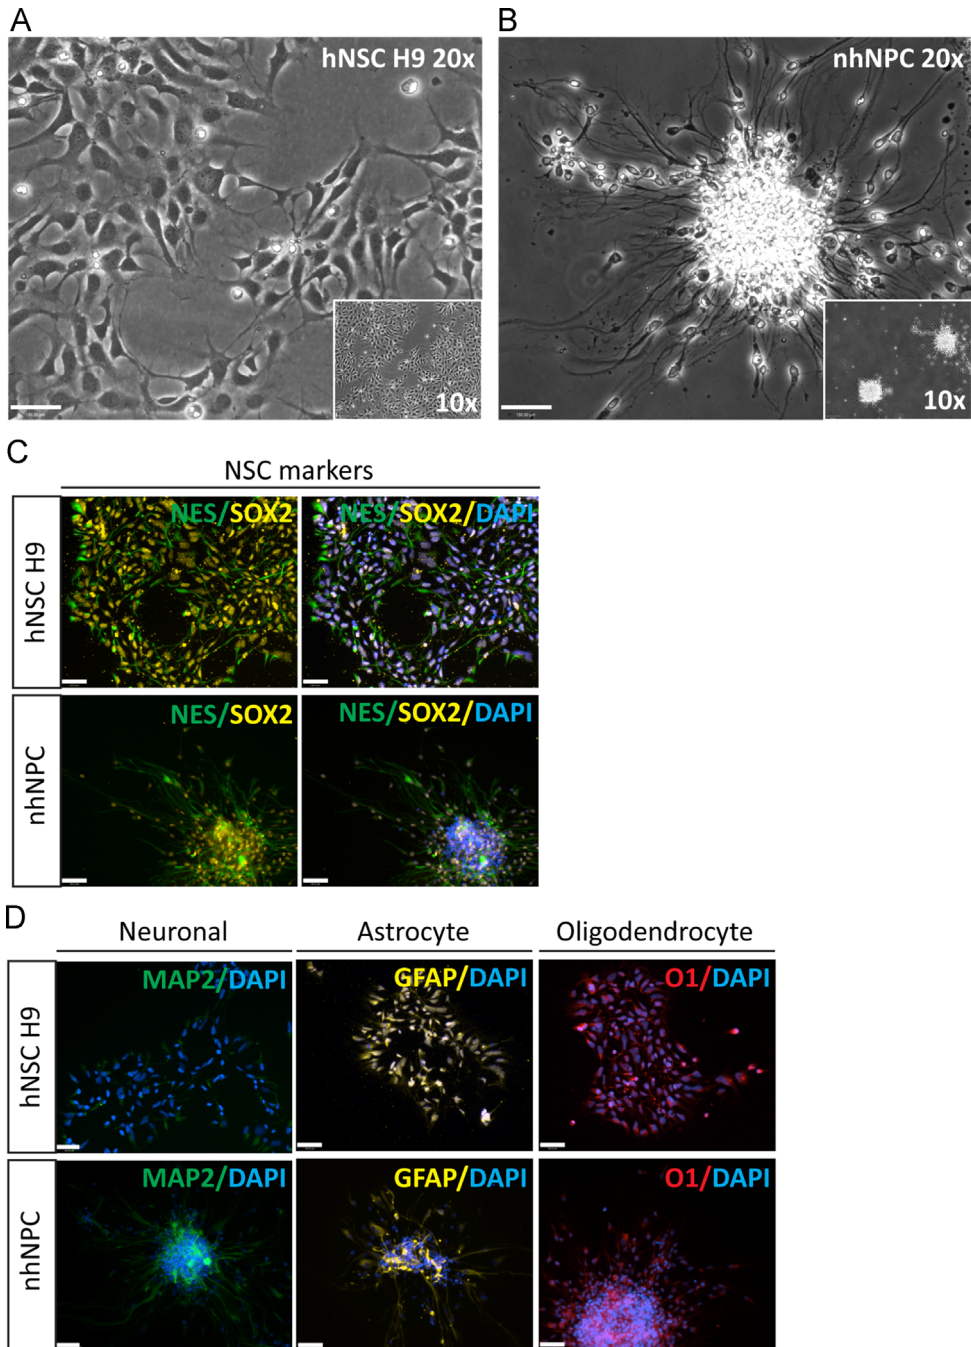 A
B
hNSC H9 20x
nhNPC 20x
10x
10x
C
NSC markers
hNSC H9
NES/SOX2
NES/SOX2/DAPI
nhNPC
NES/SOX2
NES/SOX2/DAPI
D
Neuronal
Astrocyte
Oligodendrocyte
hNSC H9
MAP2/DAPI
GFAP/DAPI
O1/DAPI
nhNPC
MAP2/DAPI
GFAP/DAPI
O1/DAPI